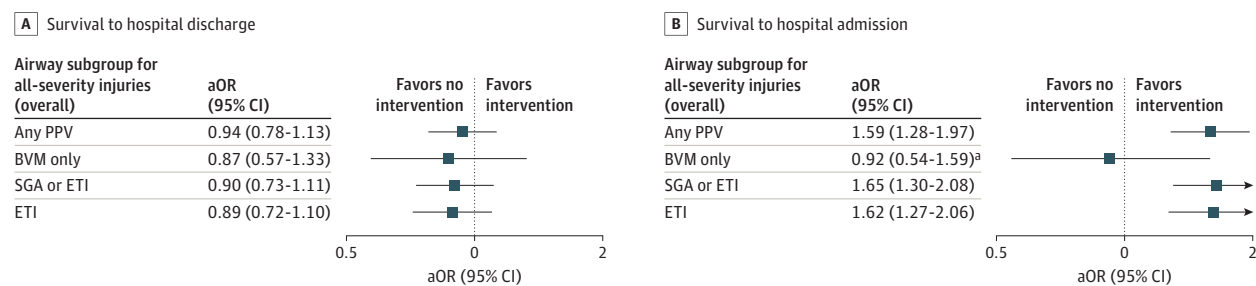 A Survival to hospital discharge
Airway subgroup for
all-severity injuries
(overall)
aOR
(95% CI)
Favors no
intervention
Favors
intervention
Any PPV 0.94 (0.78-1.13)
BVM only 0.87 (0.57-1.33)
SGA or ETI 0.90 (0.73-1.11)
ETI 0.89 (0.72-1.10)
0.5 0 2
aOR (95% CI)
B Survival to hospital admission
Airway subgroup for
all-severity injuries
(overall)
aOR
(95% CI)
Favors no
intervention
Favors
intervention
Any PPV 1.59 (1.28-1.97)
BVM only 0.92 (0.54-1.59)a
SGA or ETI 1.65 (1.30-2.08)
ETI 1.62 (1.27-2.06)
0.5 0 2
aOR (95% CI)